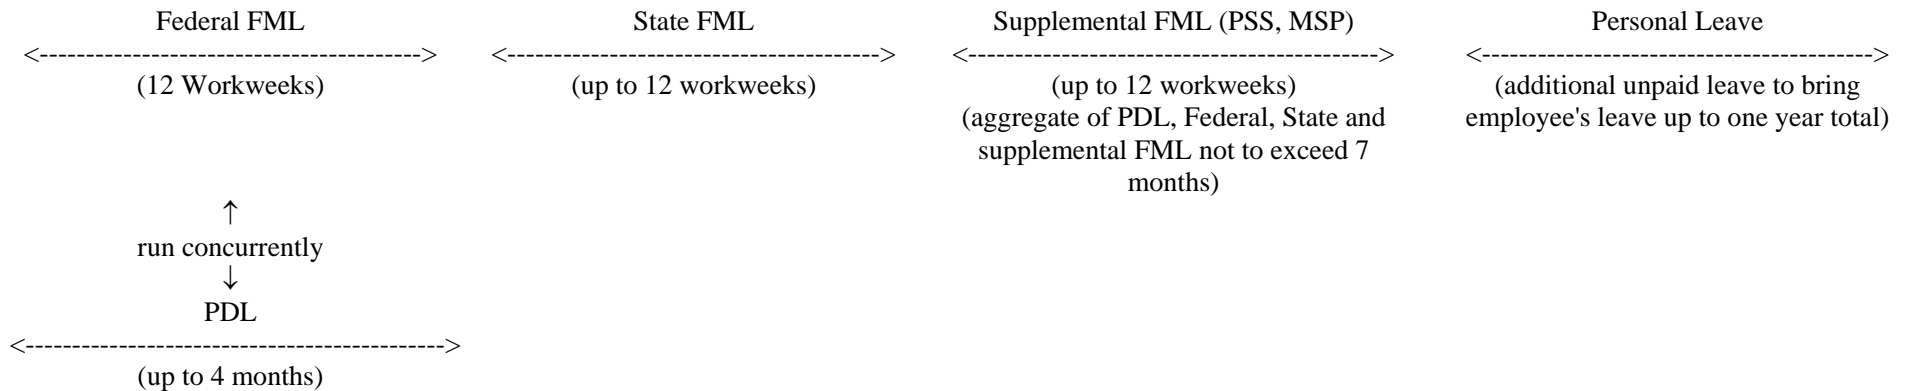 Federal FML
<------------------------------------------>
(12 Workweeks)
State FML
<---------------------------------------->
(up to 12 workweeks)
Supplemental FML (PSS, MSP)
<-------------------------------------------->
(up to 12 workweeks)
(aggregate of PDL, Federal, State and
supplemental FML not to exceed 7
months)
Personal Leave
<------------------------------------------>
(additional unpaid leave to bring
employee's leave up to one year total)
↑
run concurrently
↓
PDL
<--------------------------------------------->
(up to 4 months)